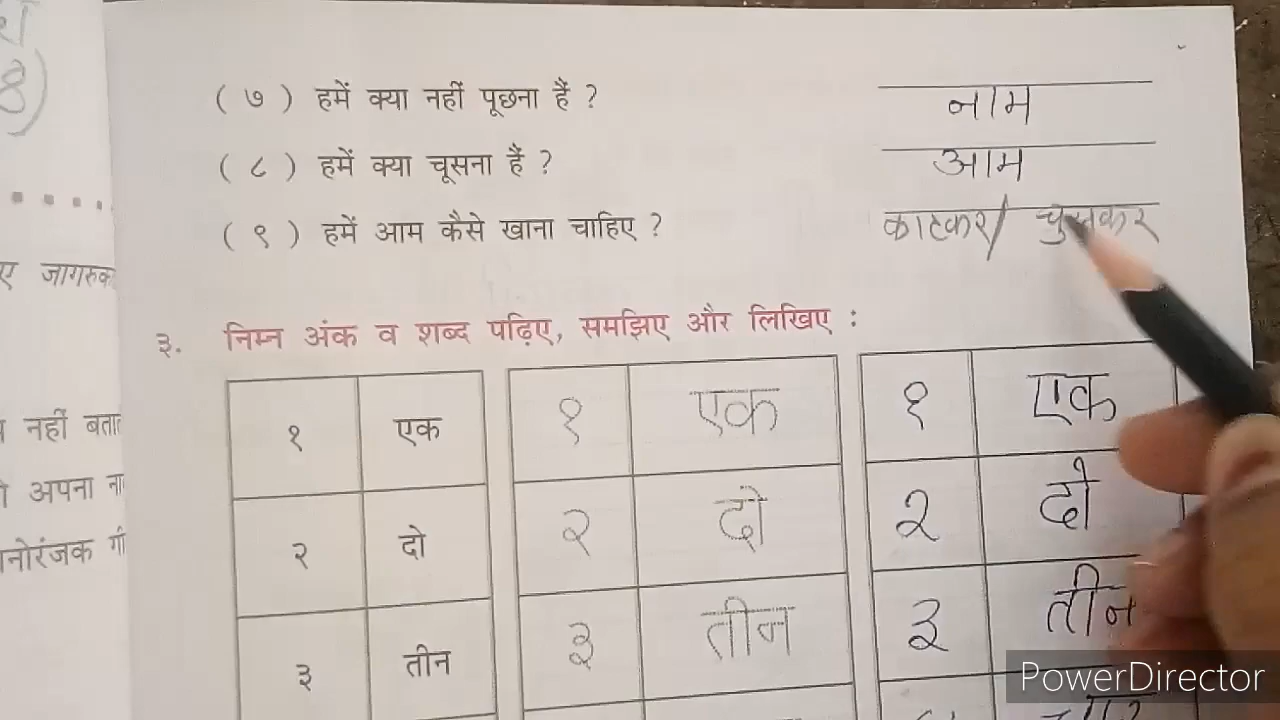 ( ७ ) हमें क्या नहीं पूछना है ? नाम
( ८ ) हमें क्या चूसना है ? आम
( ९ ) हमें आम कैसे खाना चाहिए ? काटकर/ चुसकर
ए जागरुक
३. निम्न अंक व शब्द पढ़िए, समझिए और लिखिए :
१ एक १ एक १ एक
नहीं बता
२ दो २ दो २ दो
अपना ना
नोरंजक गी
३ तीन ३ तीन ३ तीन
PowerDirector